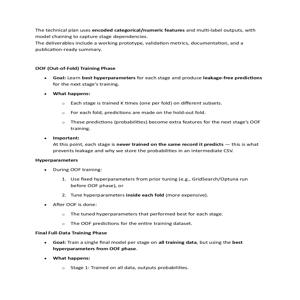 The technical plan uses encoded categorical/numeric features and multi-label outputs, with
model chaining to capture stage dependencies.
The deliverables include a working prototype, validation metrics, documentation, and a
publication-ready summary.
OOF (Out-of-Fold) Training Phase
• Goal: Learn best hyperparameters for each stage and produce leakage-free predictions
for the next stage's training.
• What happens:
o Each stage is trained K times (one per fold) on different subsets.
o For each fold, predictions are made on the hold-out fold.
o These predictions (probabilities) become extra features for the next stage's OOF
training.
• Important:
At this point, each stage is never trained on the same record it predicts — this is what
prevents leakage and why we store the probabilities in an intermediate CSV.
Hyperparameters
• During OOF training:
1. Use fixed hyperparameters from prior tuning (e.g., GridSearch/Optuna run
before OOF phase), or
2. Tune hyperparameters inside each fold (more expensive).
• After OOF is done:
o The tuned hyperparameters that performed best for each stage.
o The OOF predictions for the entire training dataset.
Final Full-Data Training Phase
• Goal: Train a single final model per stage on all training data, but using the best
hyperparameters from OOF phase.
• What happens:
o Stage 1: Trained on all data, outputs probabilities.